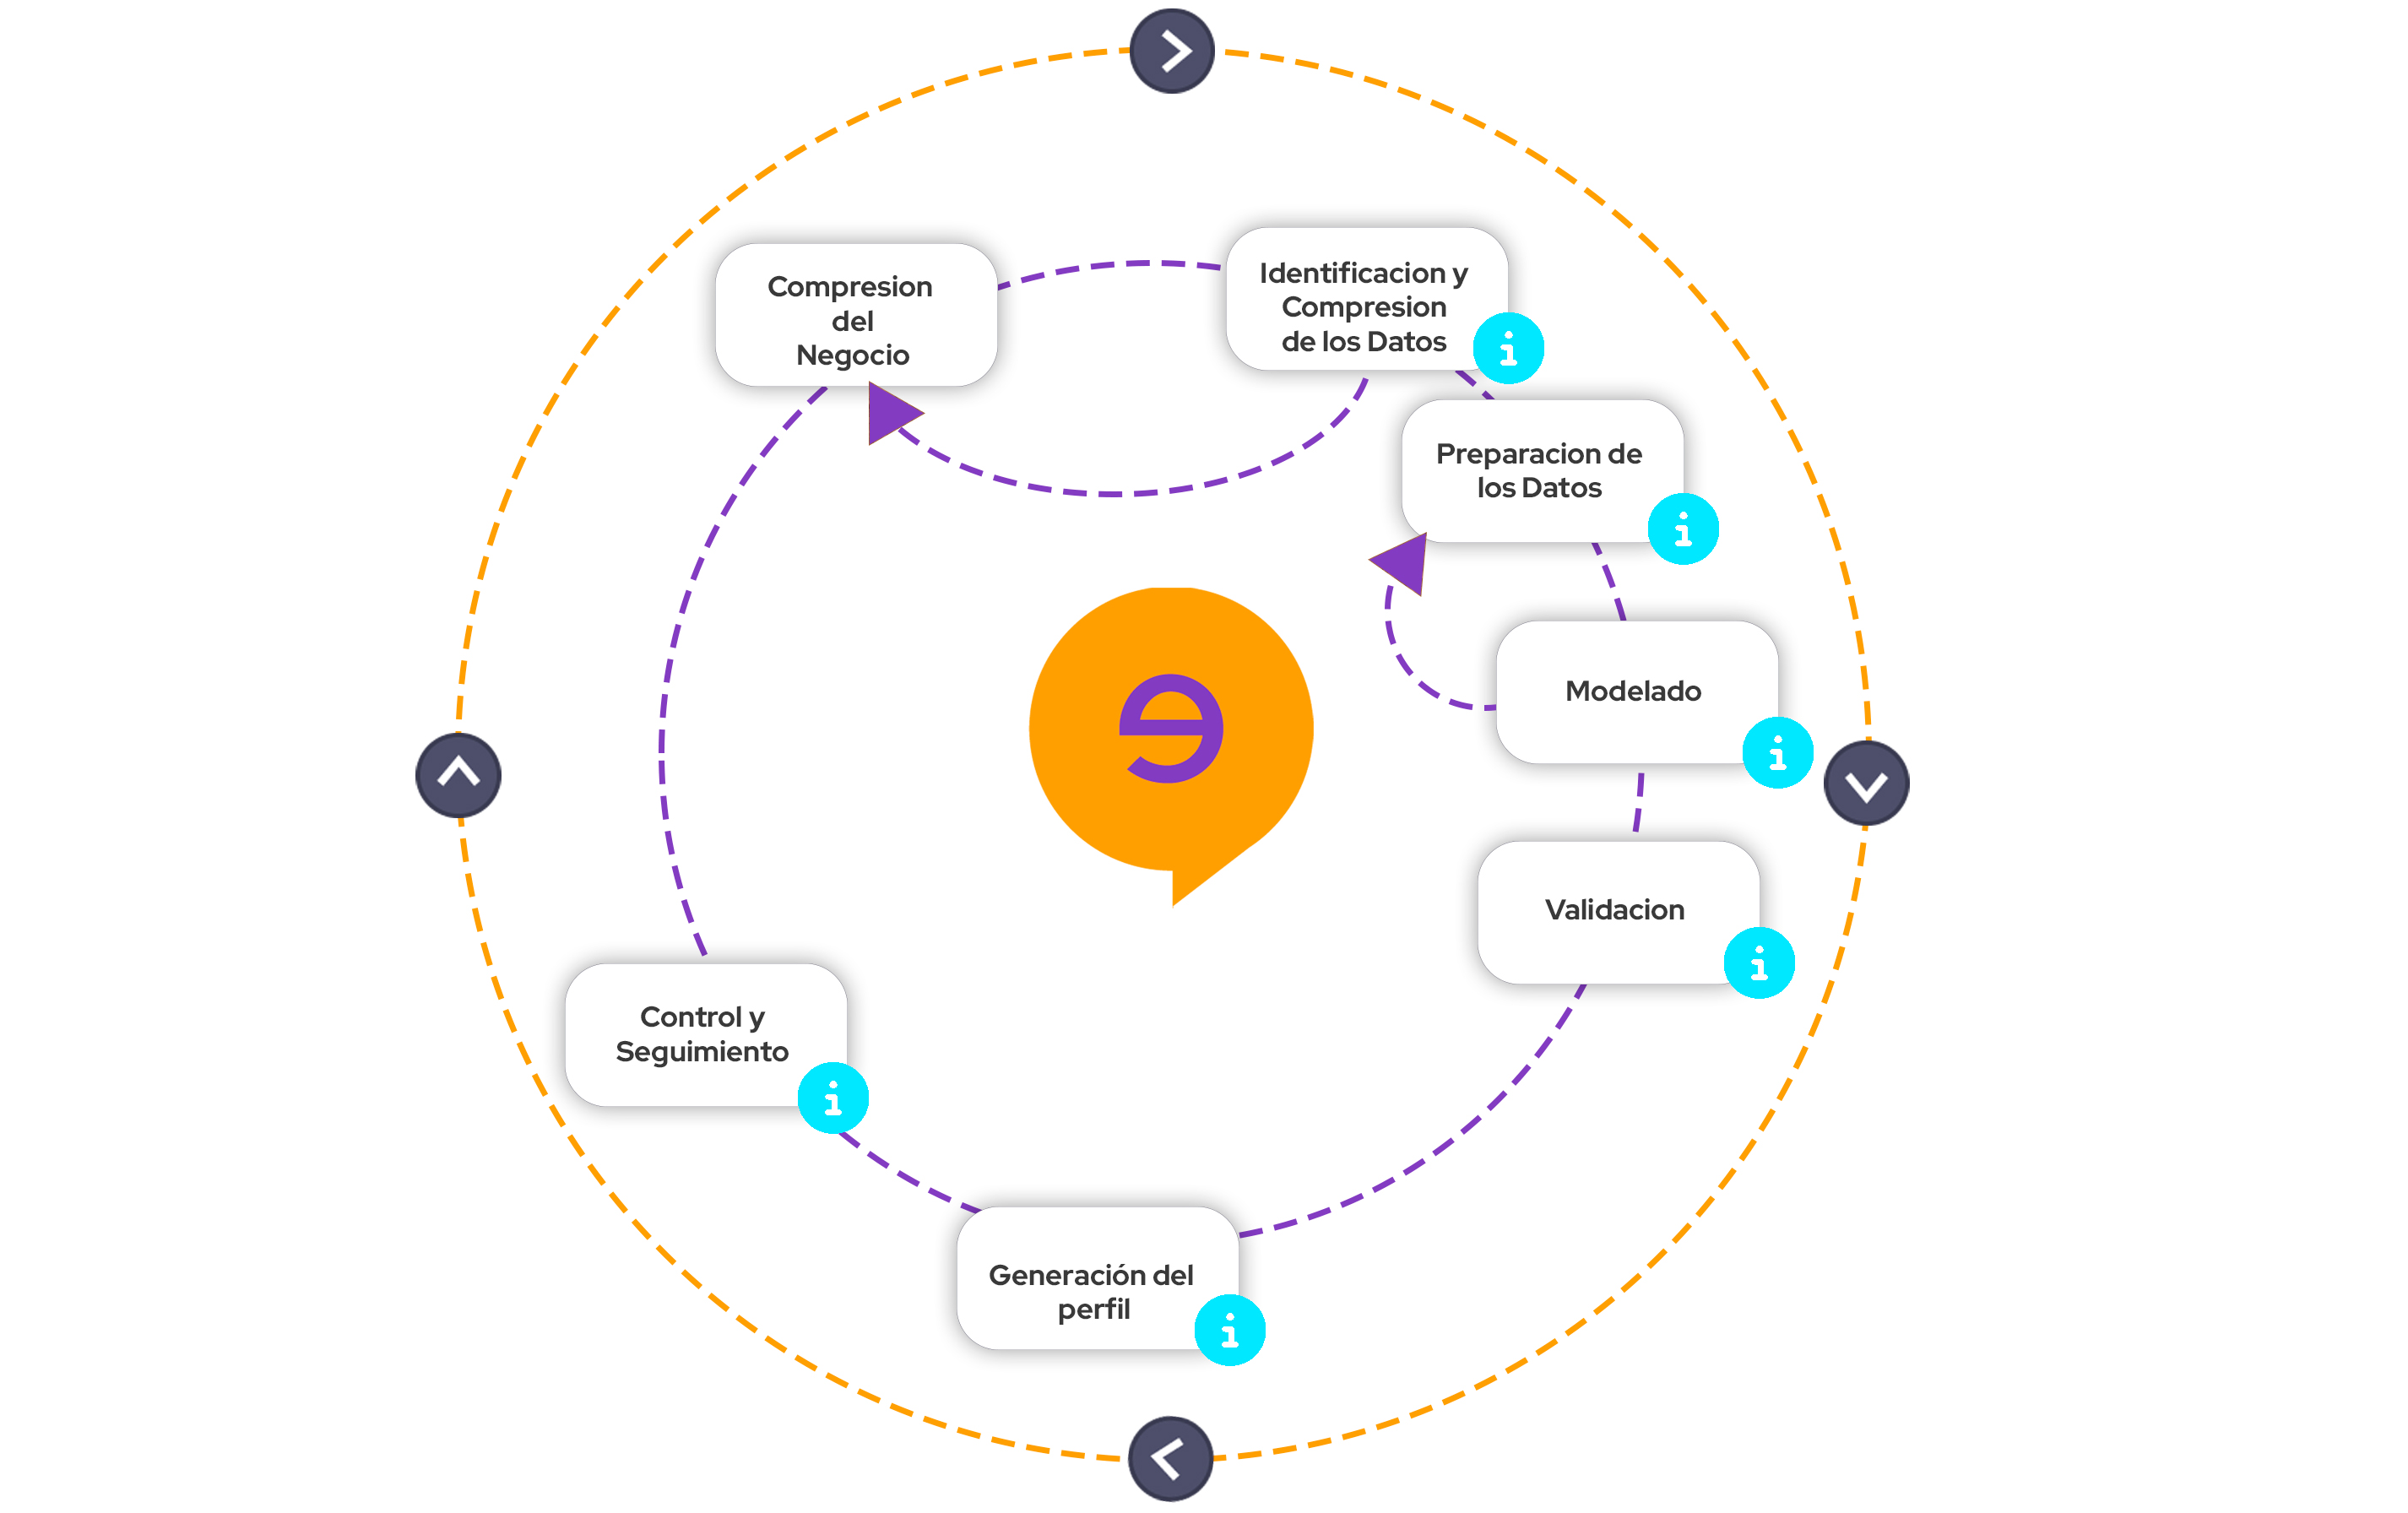 Compresion
del
Negocio
Identificacion y
Compresion
de los Datos
Preparacion de
los Datos
Modelado
Validacion
Generación del
perfil
Control y
Seguimiento